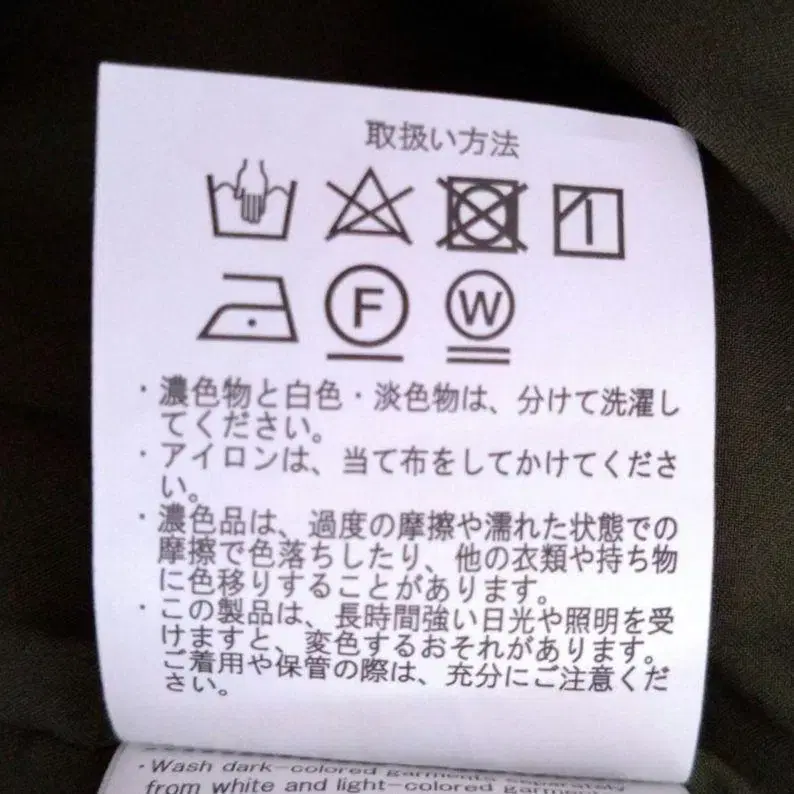 取扱い方法
F W
・濃色物と白色・淡色物は、分けて洗濯し
てください。
・アイロンは、当て布をしてかけてくださ
い。
・濃色品は、過度の摩擦や濡れた状態での
摩擦で色落ちしたり、他の衣類や持ち物
に色移りすることがあります。
・この製品は、長時間強い日光や照明を受
けますと、変色するおそれがあります。
ご着用や保管の際は、充分にご注意くだ
さい。
・Wash dark-colored garments separately
from white and light-colored